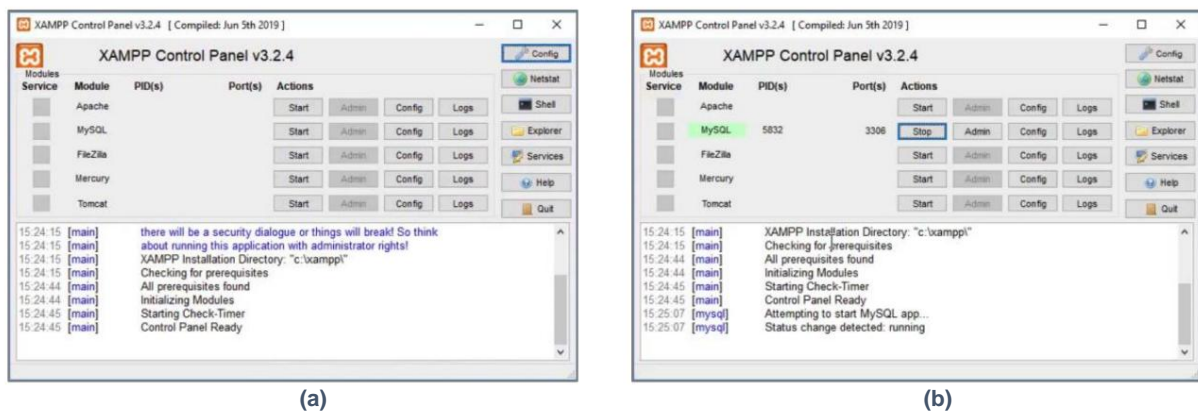 XAMPP Control Panel v3.2.4 [ Compiled: Jun 5th 2019 ]
XAMPP Control Panel v3.2.4
Config
Modules
Service Module PID(s) Port(s) Actions
Netstat
Apache Start Admin Config Logs
Shell
MySQL Start Admin Config Logs
Explorer
FileZilla Start Admin Config Logs
Services
Mercury Start Admin Config Logs
Help
Tomcat Start Admin Config Logs
Quit
15:24:15 [main] there will be a security dialogue or things will break! So think
15:24:15 [main] about running this application with administrator rights!
15:24:15 [main] XAMPP Installation Directory: "c:\xampp\"
15:24:15 [main] Checking for prerequisites
15:24:44 [main] All prerequisites found
15:24:44 [main] Initializing Modules
15:24:45 [main] Starting Check-Timer
15:24:45 [main] Control Panel Ready
(a)
XAMPP Control Panel v3.2.4 [ Compiled: Jun 5th 2019 ]
XAMPP Control Panel v3.2.4
Config
Modules
Service Module PID(s) Port(s) Actions
Netstat
Apache Start Admin Config Logs
Shell
MySQL 5832 3306 Stop Admin Config Logs
Explorer
FileZilla Start Admin Config Logs
Services
Mercury Start Admin Config Logs
Help
Tomcat Start Admin Config Logs
Quit
15:24:15 [main] XAMPP Installation Directory: "c:\xampp\"
15:24:15 [main] Checking for prerequisites
15:24:44 [main] All prerequisites found
15:24:44 [main] Initializing Modules
15:24:45 [main] Starting Check-Timer
15:24:45 [main] Control Panel Ready
15:25:07 [mysql] Attempting to start MySQL app...
15:25:07 [mysql] Status change detected: running
(b)